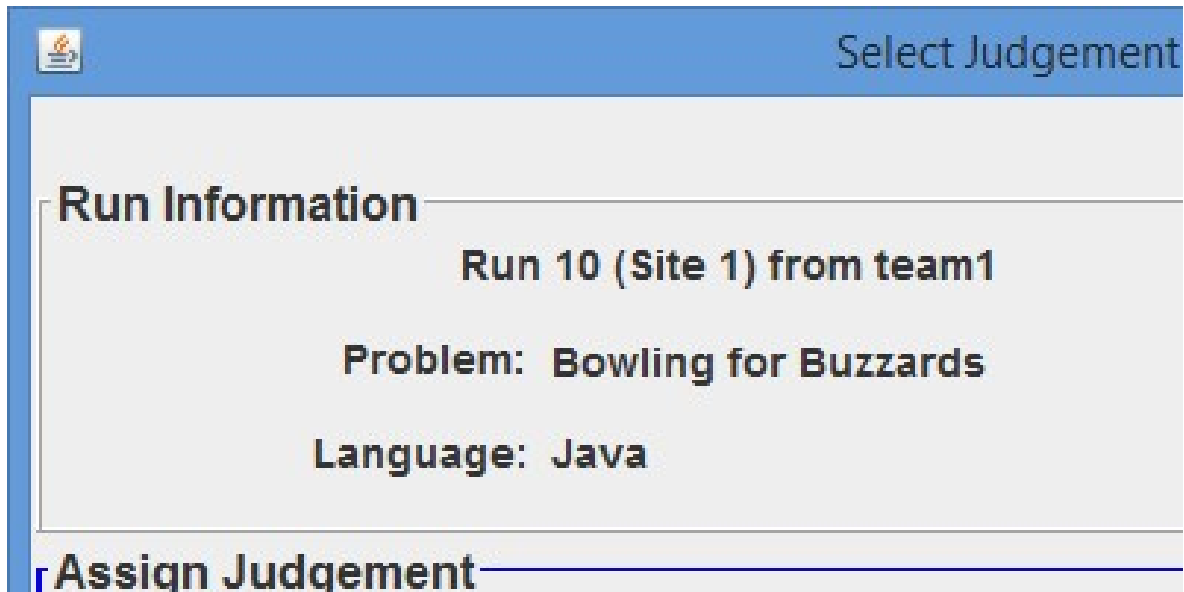 Select Judgement
Run Information
Run 10 (Site 1) from team1
Problem: Bowling for Buzzards
Language: Java
Assign Judgement